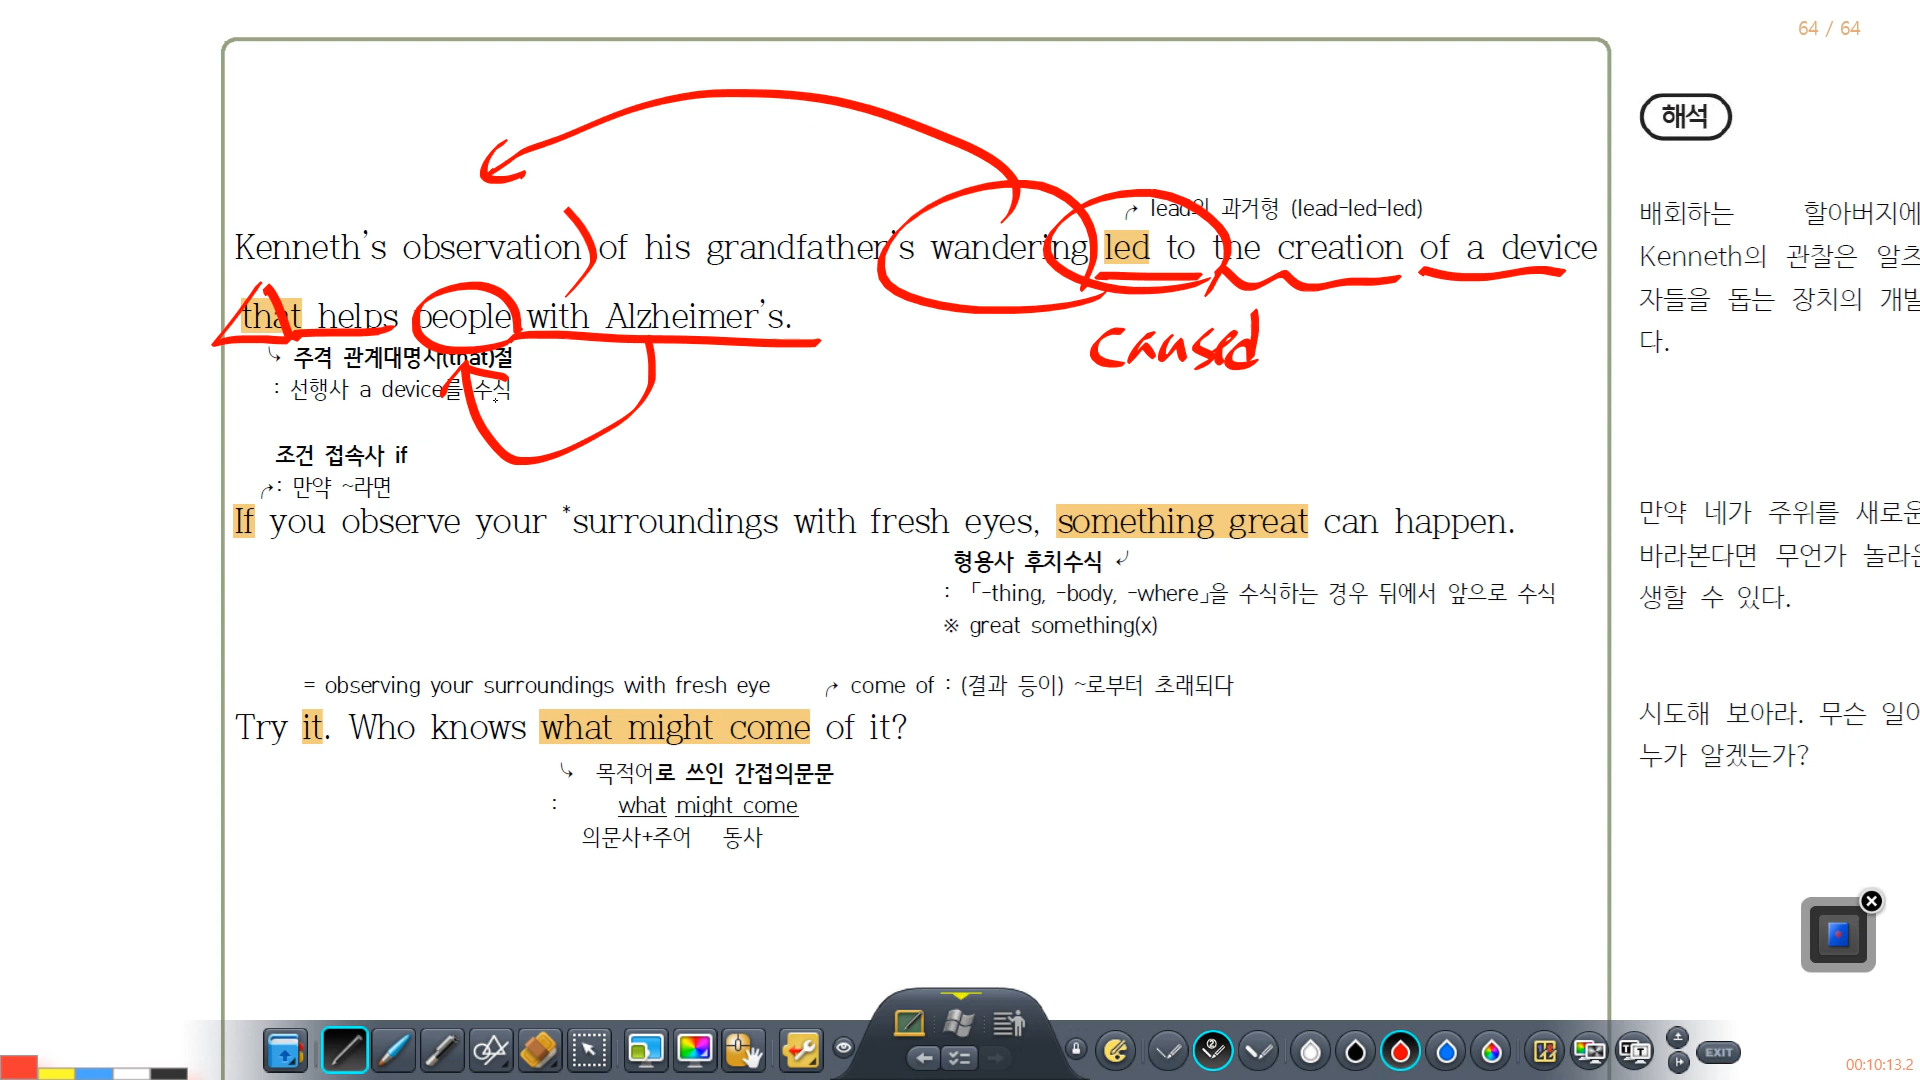 64 / 64
해석
lead의 과거형 (lead-led-led)
Kenneth's observation of his grandfather's wandering led to the creation of a device
that helps people with Alzheimer's.
caused
주격 관계대명사(that)절
: 선행사 a device를 수식
조건 접속사 if
: 만약 ~라면
If you observe your *surroundings with fresh eyes, something great can happen.
형용사 후치수식
: 「-thing, -body, -where」을 수식하는 경우 뒤에서 앞으로 수식
※ great something(x)
= observing your surroundings with fresh eye
come of : (결과 등이) ~로부터 초래되다
Try it. Who knows what might come of it?
목적어로 쓰인 간접의문문
: what might come
의문사+주어 동사
배회하는 할아버지에
Kenneth의 관찰은 알츠
자들을 돕는 장치의 개발
다.
만약 네가 주위를 새로운
바라본다면 무언가 놀라운
생할 수 있다.
시도해 보아라. 무슨 일이
누가 알겠는가?
EXIT
00:10:13.2